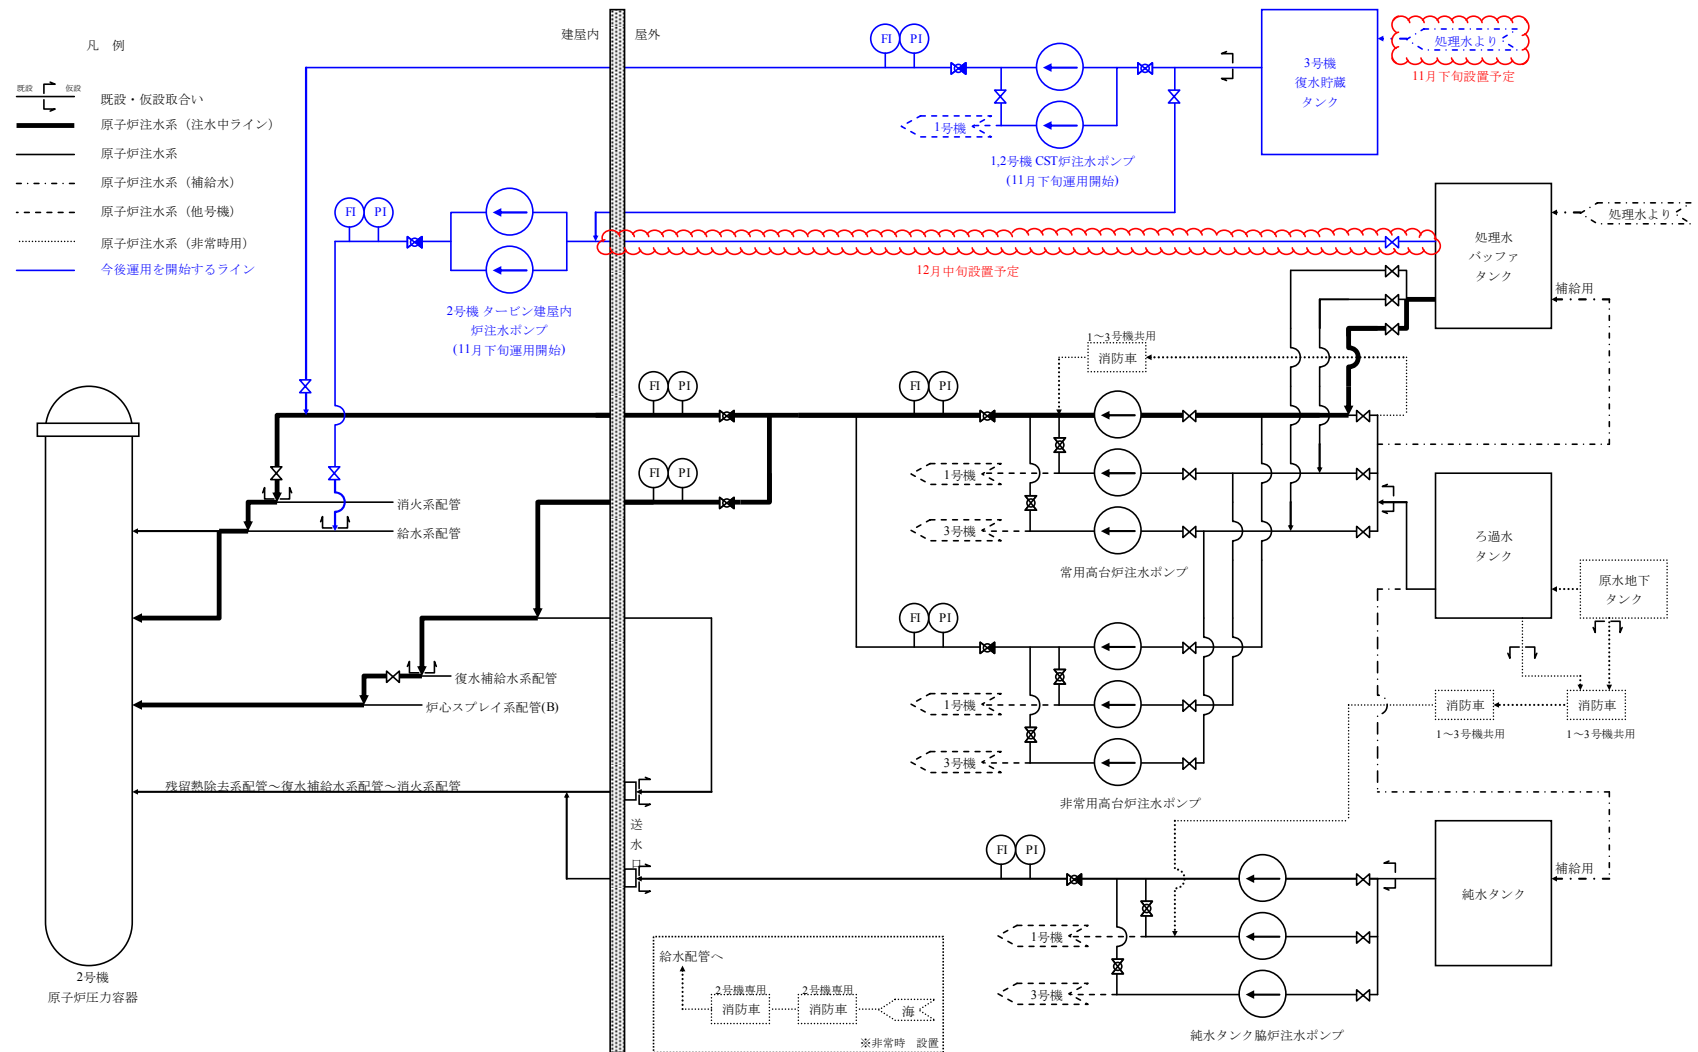 凡 例
既設 仮設
既設・仮設取合い
原子炉注水系（注水中ライン）
原子炉注水系
原子炉注水系（補給水）
原子炉注水系（他号機）
原子炉注水系（非常時用）
今後運用を開始するライン
建屋内 屋外
FI PI
1号機
1,2号機 CST炉注水ポンプ
(11月下旬運用開始)
3号機
復水貯蔵
タンク
処理水より
11月下旬設置予定
FI PI
2号機 タービン建屋内
炉注水ポンプ
(11月下旬運用開始)
12月中旬設置予定
処理水
バッファ
タンク
処理水より
補給用
1～3号機共用
消防車
FI PI
FI PI
FI PI
1号機
3号機
常用高台炉注水ポンプ
ろ過水
タンク
原水地下
タンク
消火系配管
給水系配管
復水補給水系配管
炉心スプレイ系配管(B)
残留熱除去系配管～復水補給水系配管～消火系配管
FI PI
1号機
3号機
非常用高台炉注水ポンプ
消防車
1～3号機共用
消防車
1～3号機共用
送
水
口
FI PI
1号機
3号機
純水タンク脇炉注水ポンプ
純水タンク
補給用
2号機
原子炉圧力容器
給水配管へ
2号機専用
消防車
2号機専用
消防車
海
※非常時 設置